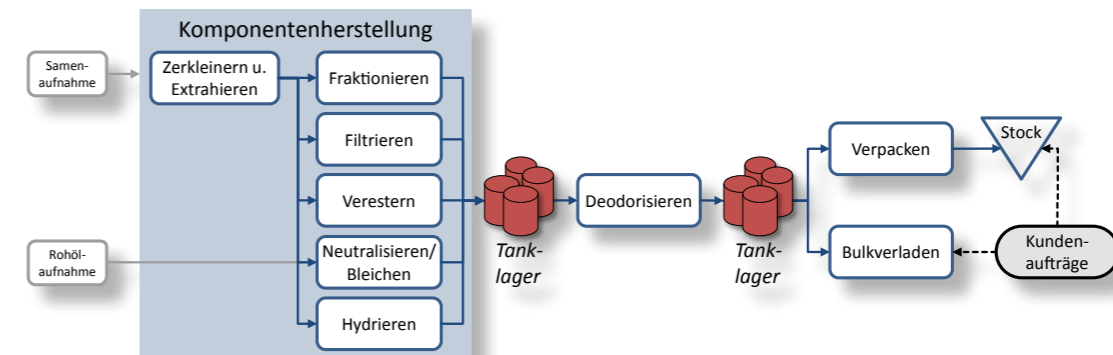 Komponentenherstellung
Samen-
aufnahme
Zerkleinern u.
Extrahieren
Fraktionieren
Filtrieren
Verestern
Rohöl-
aufnahme
Neutralisieren/
Bleichen
Hydrieren
Tank-
lager
Deodorisieren
Tank-
lager
Verpacken
Stock
Bulkverladen
Kunden-
aufträge